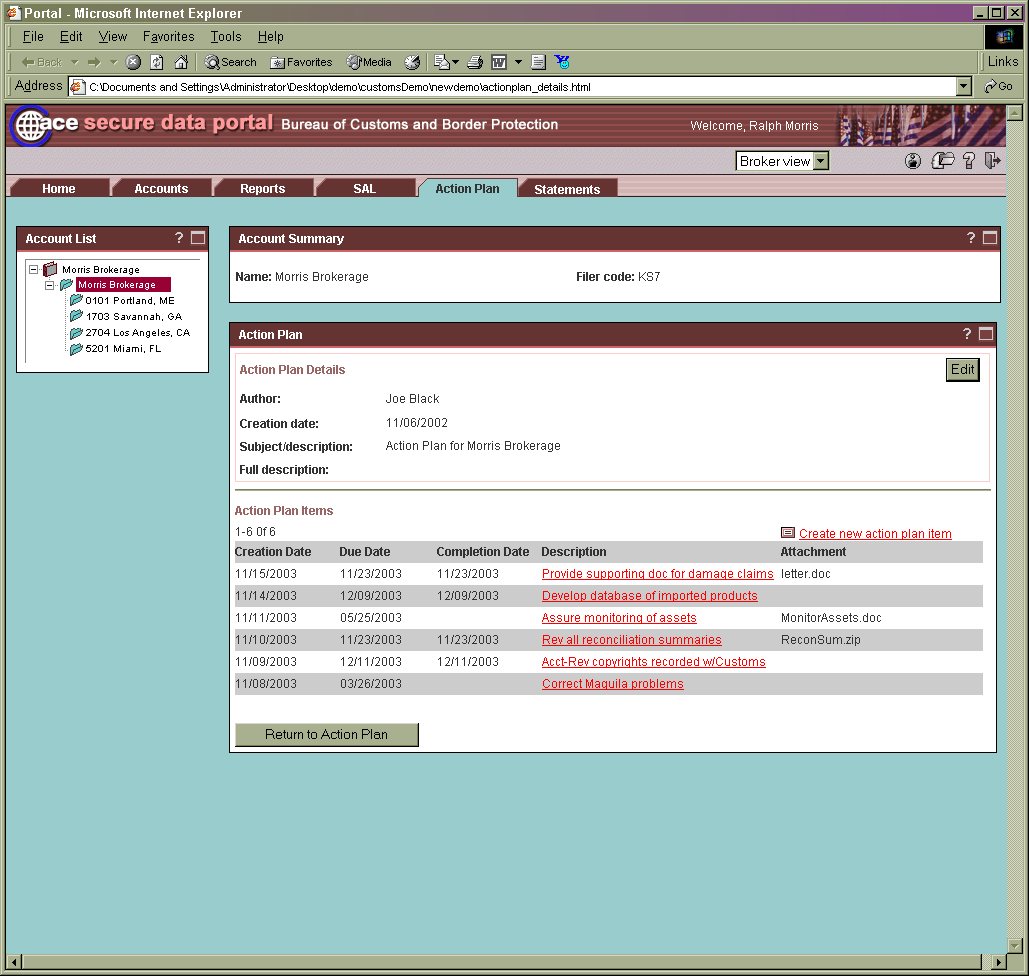 Portal - Microsoft Internet Explorer
File Edit View Favorites Tools Help
Back Search Favorites Media Links
Address C:\Documents and Settings\Administrator\Desktop\demo\customsDemo\newdemo\actionplan_details.html Go
ace secure data portal Bureau of Customs and Border Protection Welcome, Ralph Morris
Broker view ?
Home Accounts Reports SAL Action Plan Statements
Account List ?
Morris Brokerage
Morris Brokerage
0101 Portland, ME
1703 Savannah, GA
2704 Los Angeles, CA
5201 Miami, FL
Account Summary ?
Name: Morris Brokerage Filer code: KS7
Action Plan ?
Action Plan Details Edit
Author: Joe Black
Creation date: 11/06/2002
Subject/description: Action Plan for Morris Brokerage
Full description:
Action Plan Items
1-6 0f 6 Create new action plan item
Creation Date Due Date Completion Date Description Attachment
11/15/2003 11/23/2003 11/23/2003 Provide supporting doc for damage claims letter.doc
11/14/2003 12/09/2003 12/09/2003 Develop database of imported products
11/11/2003 05/25/2003 Assure monitoring of assets MonitorAssets.doc
11/10/2003 11/23/2003 11/23/2003 Rev all reconciliation summaries ReconSum.zip
11/09/2003 12/11/2003 12/11/2003 Acct-Rev copyrights recorded w/Customs
11/08/2003 03/26/2003 Correct Maquila problems
Return to Action Plan